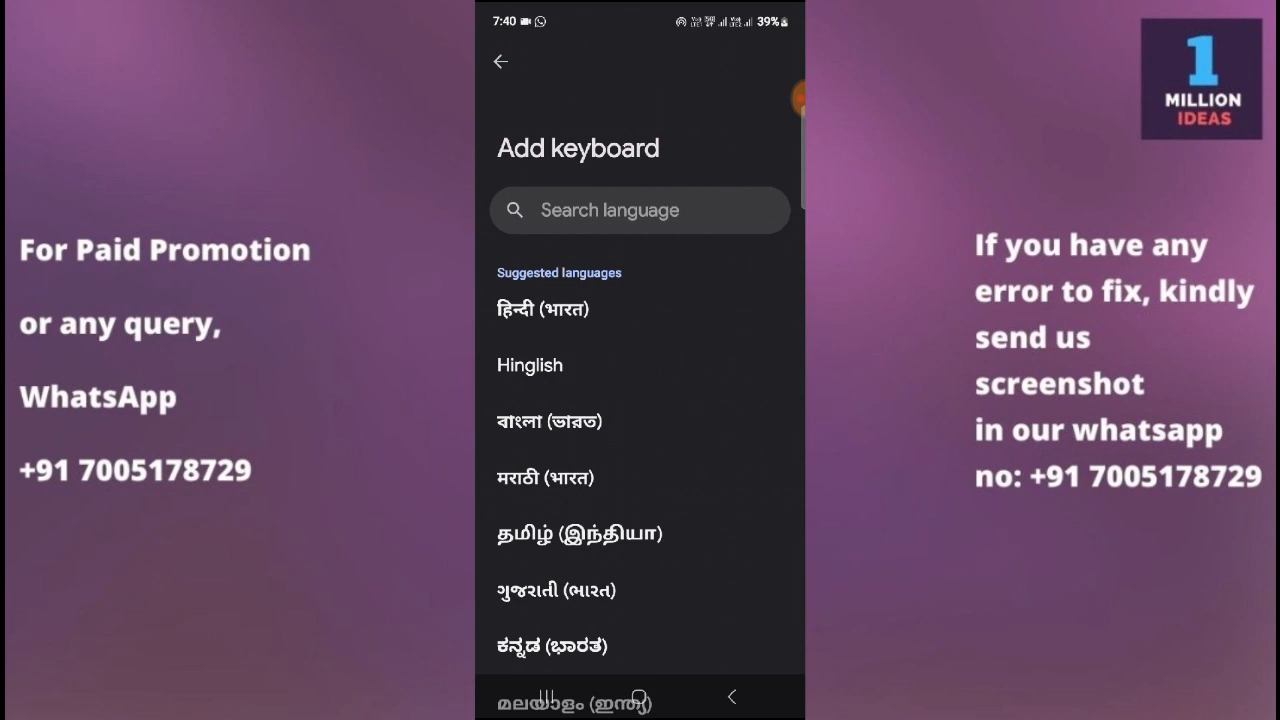 For Paid Promotion
or any query,
WhatsApp
+91 7005178729
7:40
39%
Add keyboard
Search language
Suggested languages
हिन्दी (भारत)
Hinglish
বাংলা (ভারত)
मराठी (भारत)
தமிழ் (இந்தியா)
ગુજરાતી (ભારત)
ಕನ್ನಡ (ಭಾರತ)
മലയാളം (ഇന്ത്യ)
1
MILLION
IDEAS
If you have any
error to fix, kindly
send us
screenshot
in our whatsapp
no: +91 7005178729